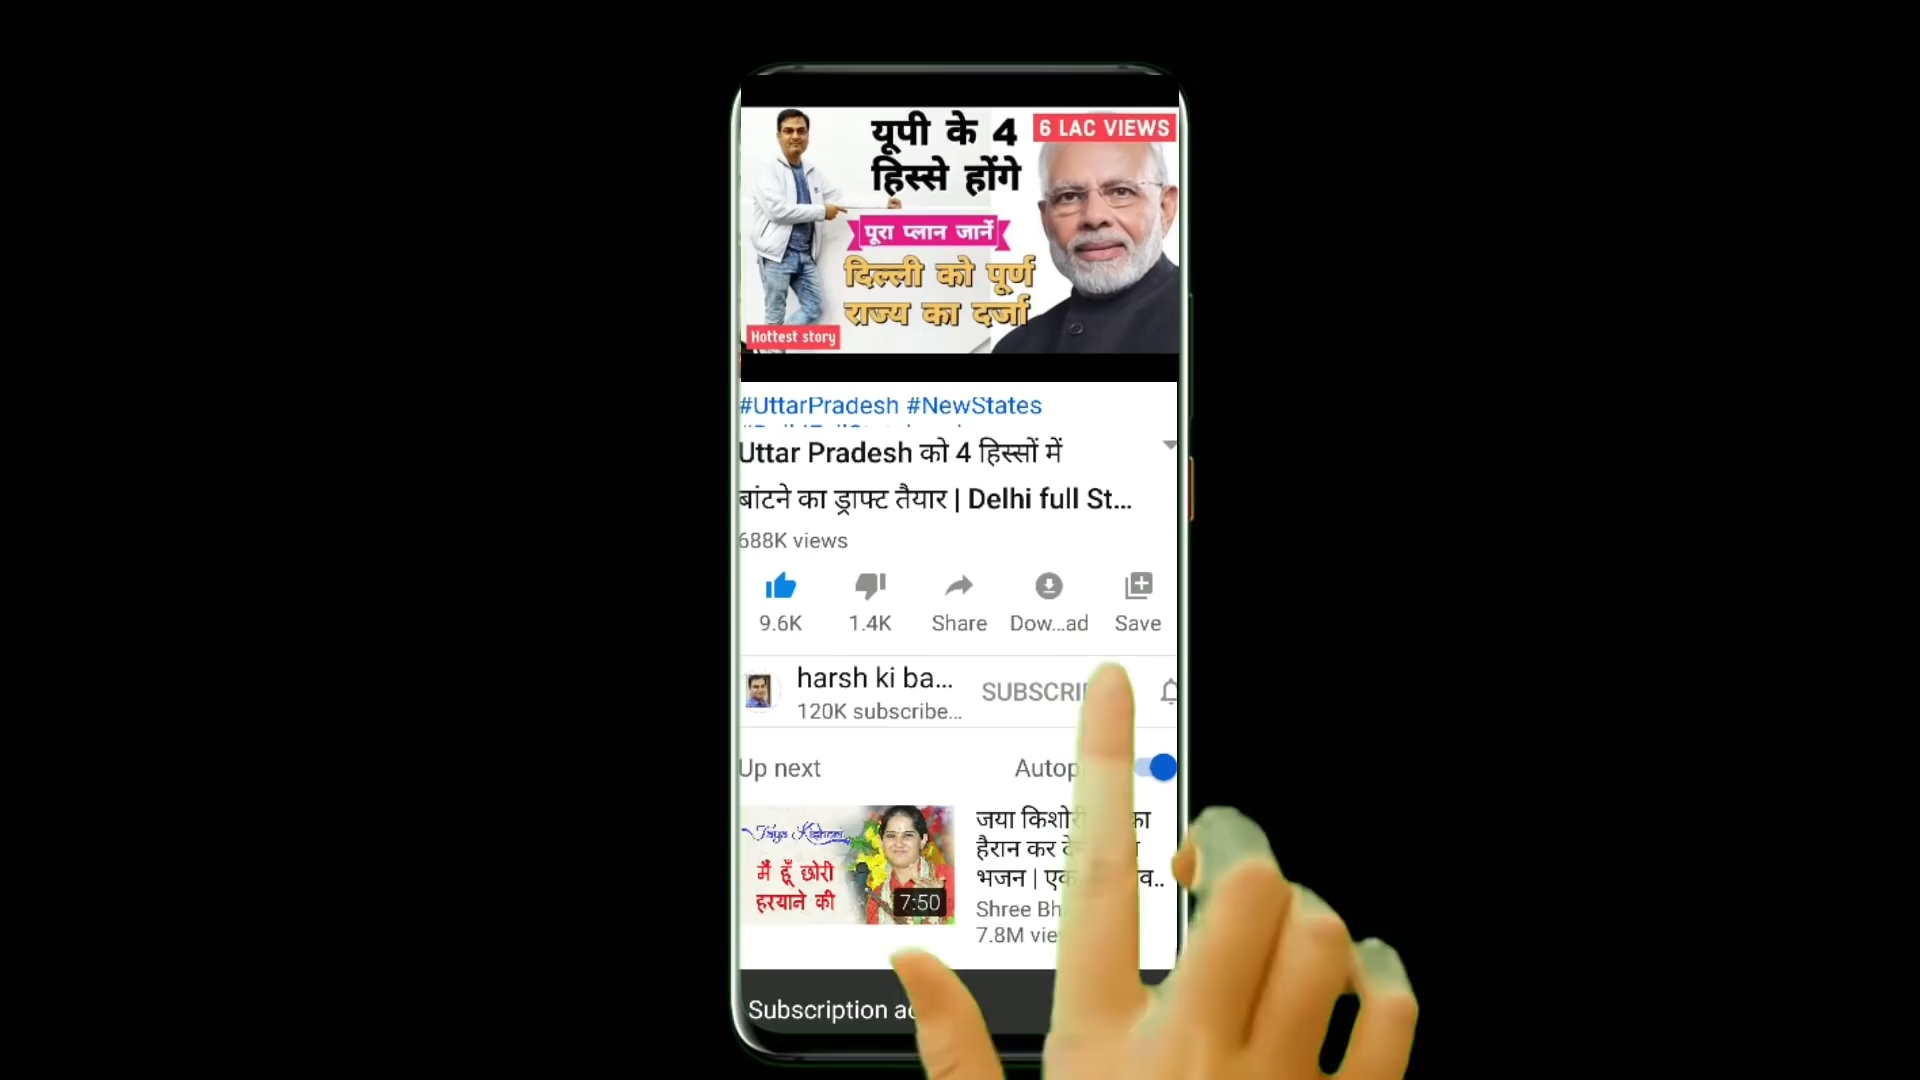 यूपी के 4
हिस्से होंगे
6 LAC VIEWS
पूरा प्लान जानें
दिल्ली को पूर्ण
राज्य का दर्जा
Hottest story
#UttarPradesh #NewStates
Uttar Pradesh को 4 हिस्सों में
बांटने का ड्राफ्ट तैयार | Delhi full St...
688K views
9.6K
1.4K
Share
Dow...ad
Save
harsh ki ba...
SUBSCRI
120K subscribe...
Up next
Autop
Jaya Kishori
मैं हूँ छोरी
हरयाने की
7:50
जया किशोरी का
हैरान कर
भजन | एक व..
Shree Bh
7.8M vie
Subscription